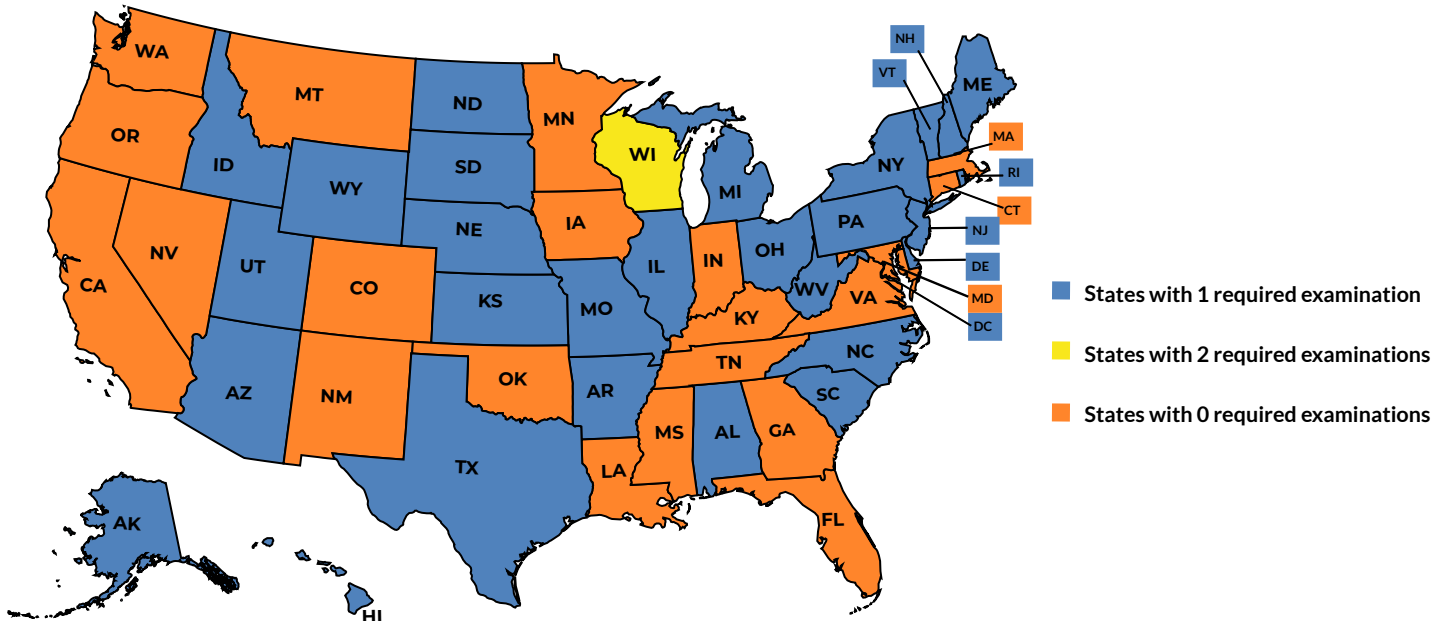 WA
MT
ND
MN
OR
ID
SD
WI
WY
MI
NY
ME
NH
VT
MA
RI
CT
NJ
DE
MD
DC
NV
CA
UT
CO
NE
IA
KS
MO
IL
IN
OH
PA
WV
VA
KY
TN
NC
SC
AZ
NM
OK
AR
TX
LA
MS
AL
GA
FL
AK
HI
States with 1 required examination
States with 2 required examinations
States with 0 required examinations